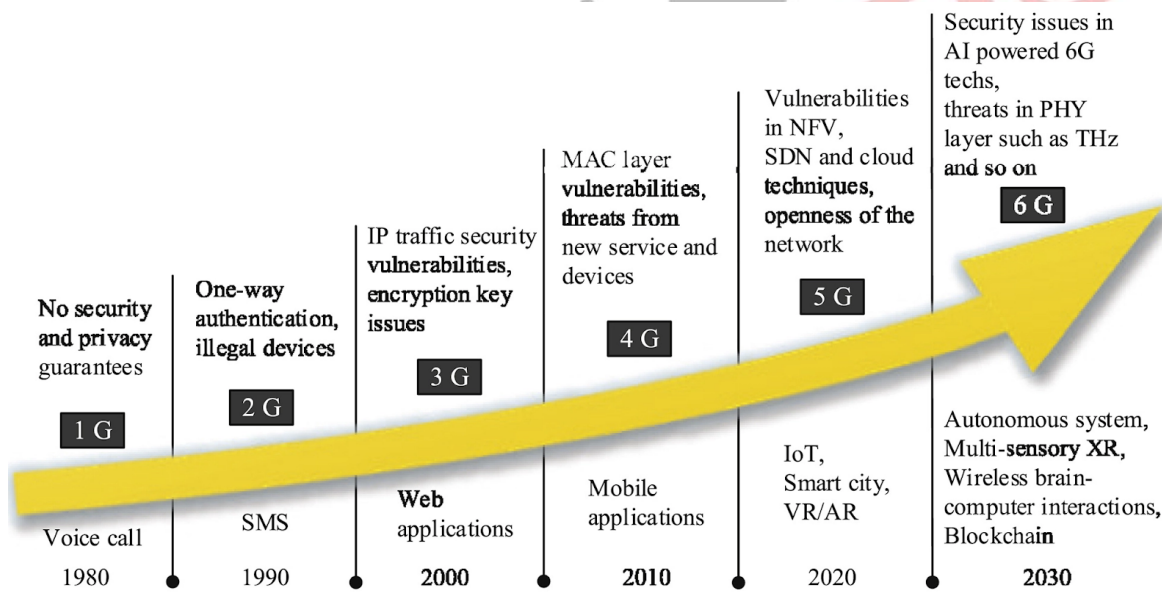 No security
and privacy
guarantees
1 G
Voice call
1980
One-way
authentication,
illegal devices
2 G
SMS
1990
IP traffic security
vulnerabilities,
encryption key
issues
3 G
Web
applications
2000
MAC layer
vulnerabilities,
threats from
new service and
devices
4 G
Mobile
applications
2010
Vulnerabilities
in NFV,
SDN and cloud
techniques,
openness of the
network
5 G
IoT,
Smart city,
VR/AR
2020
Security issues in
AI powered 6G
techs,
threats in PHY
layer such as THz
and so on
6 G
Autonomous system,
Multi-sensory XR,
Wireless brain-
computer interactions,
Blockchain
2030